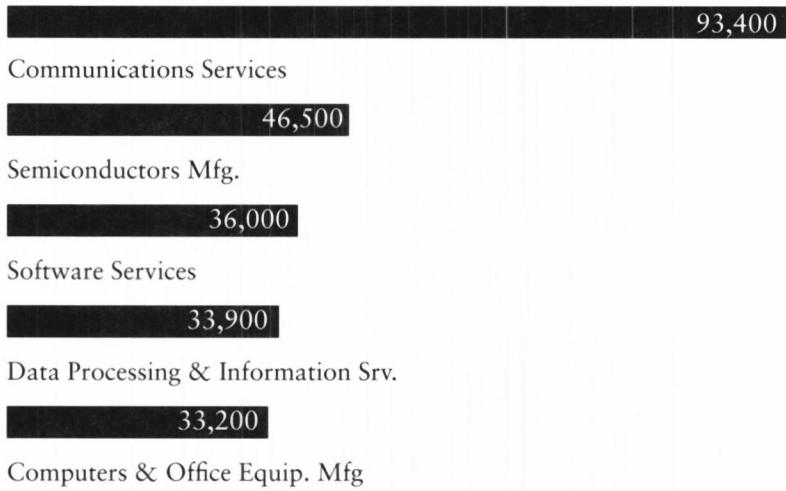 93,400
Communications Services
46,500
Semiconductors Mfg.
36,000
Software Services
33,900
Data Processing & Information Srv.
33,200
Computers & Office Equip. Mfg